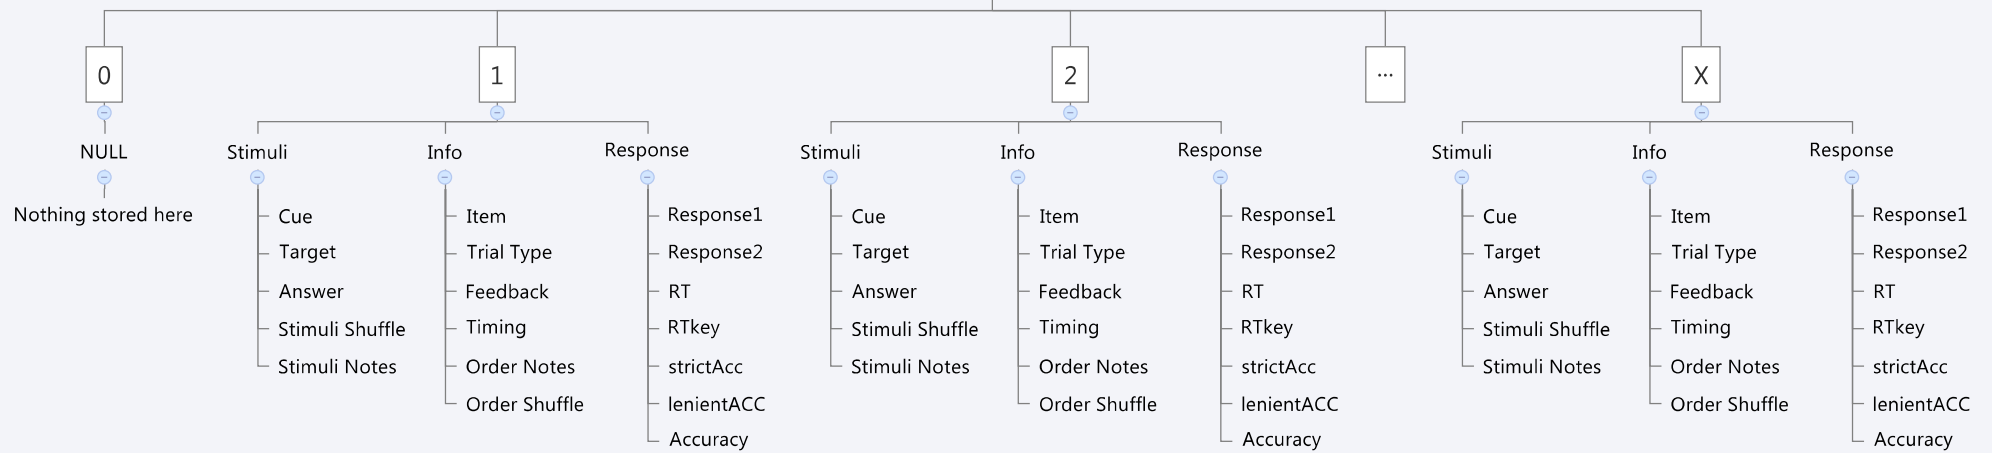 0
1
2
...
X
NULL
Stimuli
Info
Response
Stimuli
Info
Response
Stimuli
Info
Response
Nothing stored here
Cue
Target
Answer
Stimuli Shuffle
Stimuli Notes
Item
Trial Type
Feedback
Timing
Order Notes
Order Shuffle
Response1
Response2
RT
RTkey
strictAcc
lenientACC
Accuracy
Cue
Target
Answer
Stimuli Shuffle
Stimuli Notes
Item
Trial Type
Feedback
Timing
Order Notes
Order Shuffle
Response1
Response2
RT
RTkey
strictAcc
lenientACC
Accuracy
Cue
Target
Answer
Stimuli Shuffle
Stimuli Notes
Item
Trial Type
Feedback
Timing
Order Notes
Order Shuffle
Response1
Response2
RT
RTkey
strictAcc
lenientACC
Accuracy